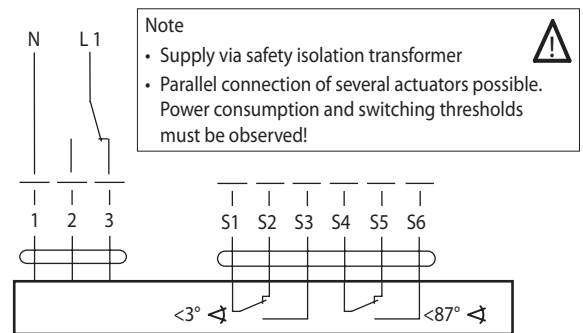 Note
• Supply via safety isolation transformer
• Parallel connection of several actuators possible.
Power consumption and switching thresholds
must be observed!
N L 1
1 2 3 S1 S2 S3 S4 S5 S6
<3° <87°